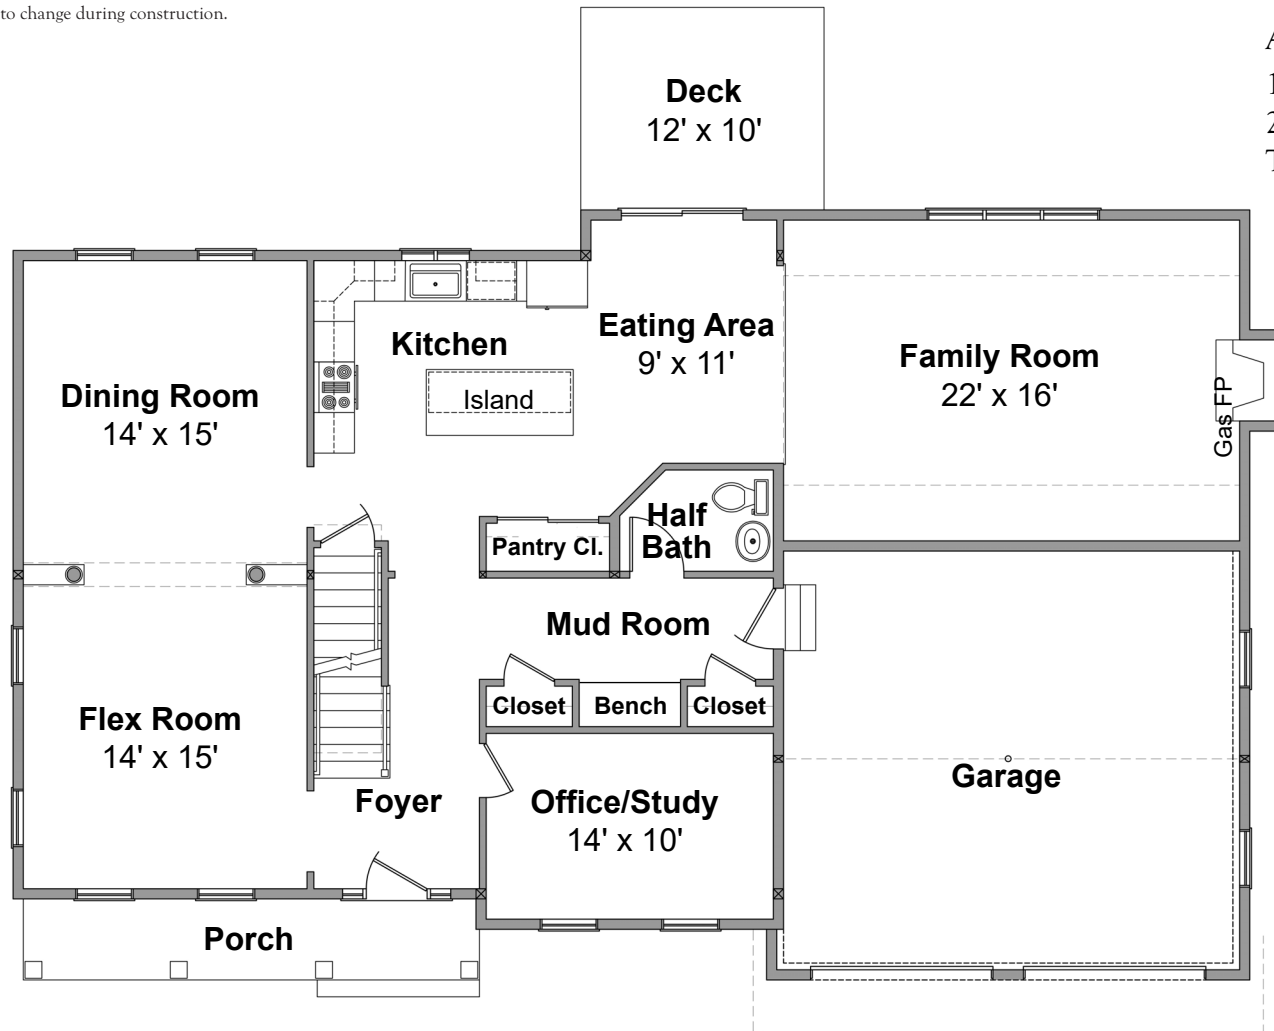 to change during construction.
A
1
2
T
Deck
12' x 10'
Kitchen
Eating Area
9' x 11'
Family Room
22' x 16'
Dining Room
14' x 15'
Island
Gas FP
Half
Bath
Pantry Cl.
Mud Room
Closet
Bench
Closet
Flex Room
14' x 15'
Foyer
Office/Study
14' x 10'
Garage
Porch